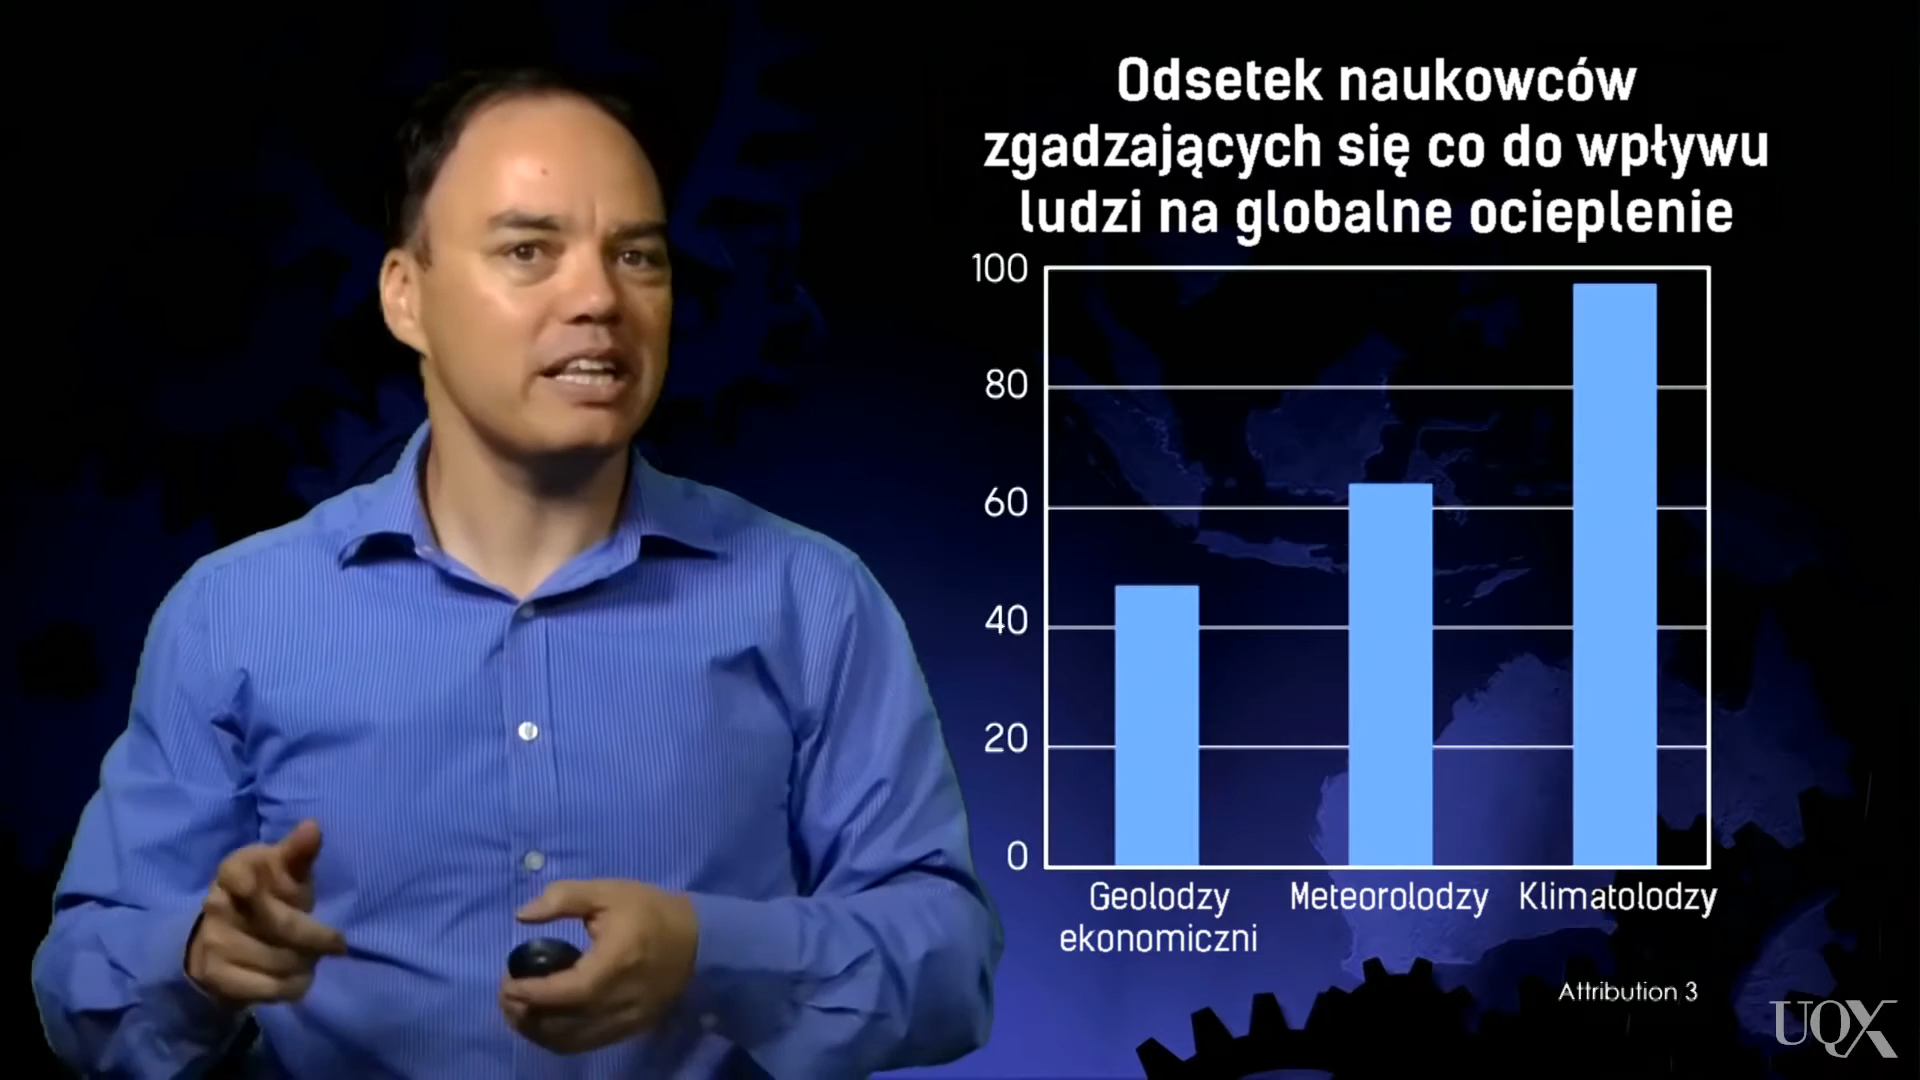 Odsetek naukowców
zgadzających się co do wpływu
ludzi na globalne ocieplenie
100
80
60
40
20
0
Geolodzy
ekonomiczni
Meteorolodzy
Klimatolodzy
Attribution 3
UQX